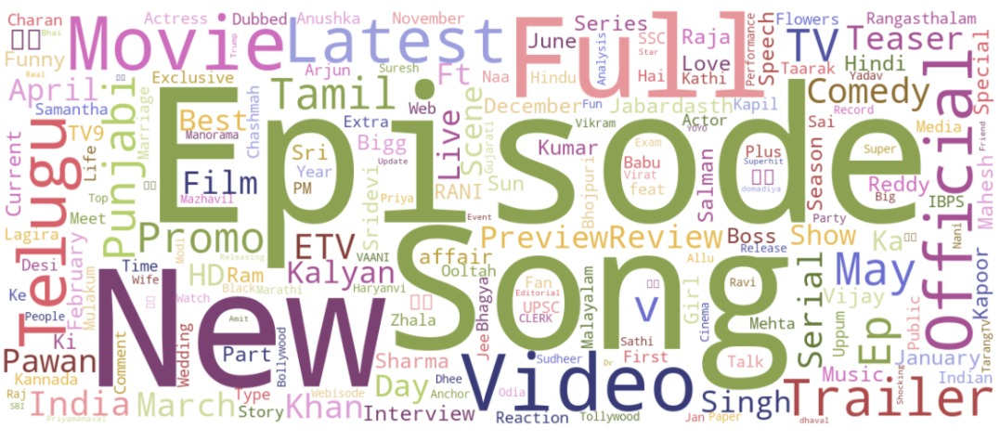 Charan
Actress
Dubbed
Anushka
November
Series
Flowers
Rangasthalam
Bhai
Movie
Trump
Latest
June
Full
Analysis
SSC
Star
Raja
Performance
Speech
TV
Teaser
Funny
Real
Exclusive
Arjun
Suresh
Ft
Naa
Hindu
Hai
Love
Kathi
Taarak
Hindi
Yadav
Special
April
Punjabi
Marriage
Tamil
Web
Scene
December
Fun
Jabardasth
Kapil
Comedy
Record
Samantha
TV9
Best
Manorama
Chashmah
Extra
Live
Gujarati
Vikram
Actor
YoYo
Sai
Media
Friend
Telugu
Life
Episode
Sri
Year
PM
Bigg
Update
Kumar
Exam
Babu
Virat
feat
Plus
Superhit
domadiya
Season
Super
Current
Top
Film
Mazhavil
Sridevi
Priya
RANI
Sun
Bhojpuri
Salman
Reddy
Big
IBPS
Mahesh
Official
Meet
Event
Party
Nani
Lagira
Promo
Modi
Releasing
ETV
VAANI
affair
Ooltah
Preview
Review
Boss
Release
Show
Ka
Desi
February
Mulakum
Time
Wife
HD
Ram
Black
Marathi
Kalyan
Haryanvi
Song
Fan
Editorial
UPSC
CLERK
Malayalam
Allu
Girl
Cinema
Ravi
Serial
May
Vijay
Kapoor
Ke
People
New
Watch
Amit
Zhala
Jee
Bhagya
v
Mehta
Uppum
Ep
Public
TarangTV
Ki
Pawan
Comment
Wedding
Part
Bollywood
Sharma
Sathi
First
Talk
January
Indian
Kannada
Raj
SBI
India
Priyamanaval
March
Type
Story
Khan
Webisode
Day
Dhee
Anchor
Interview
Video
Sudheer
Odia
Reaction
Dr
Tollywood
Jan
Paper
Singh
Music
Shocking
Trailer
dhaval